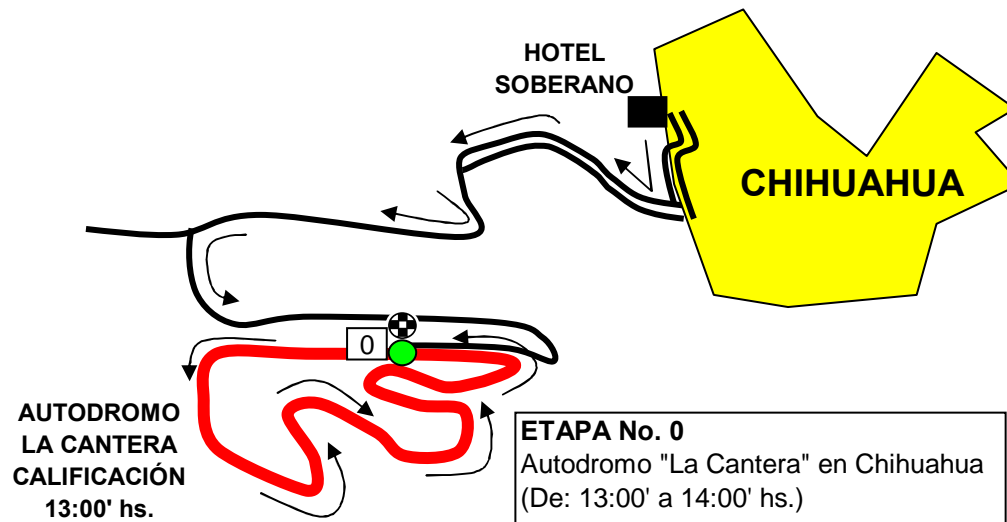 HOTEL
SOBERANO
CHIHUAHUA
0
AUTODROMO
LA CANTERA
CALIFICACIÓN
13:00' hs.
ETAPA No. 0
Autodromo "La Cantera" en Chihuahua
(De: 13:00' a 14:00' hs.)